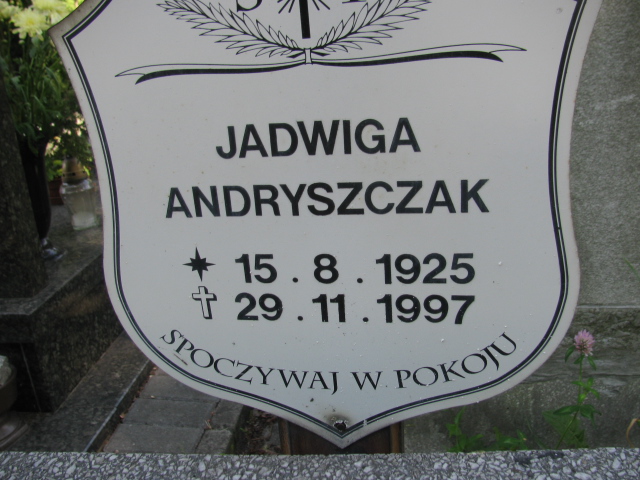 JADWIGA
ANDRYSZCZAK
15.8.1925
29.11.1997
SPOCZYWAJ W POKOJU